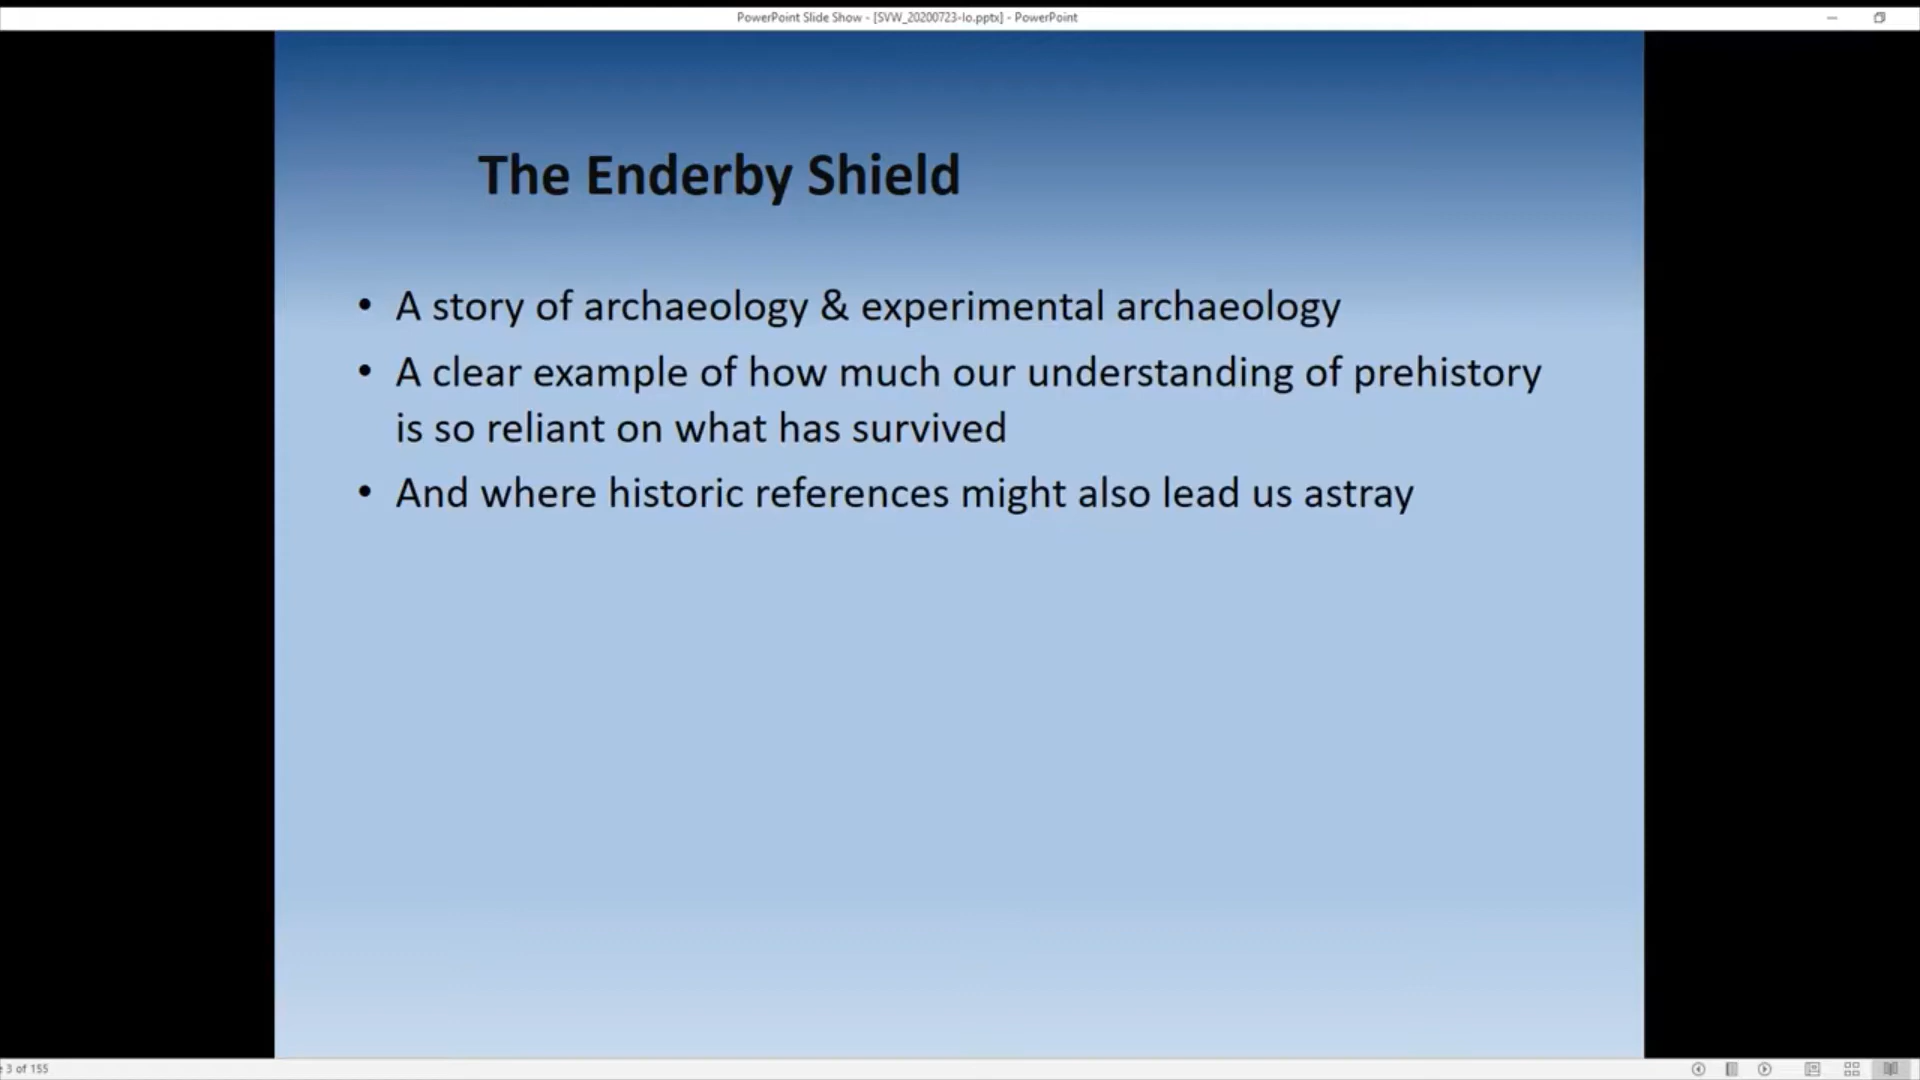 PowerPoint Slide Show - [SVW_20200723-lo.pptx] - PowerPoint
The Enderby Shield
• A story of archaeology & experimental archaeology
• A clear example of how much our understanding of prehistory
is so reliant on what has survived
• And where historic references might also lead us astray
3 of 155